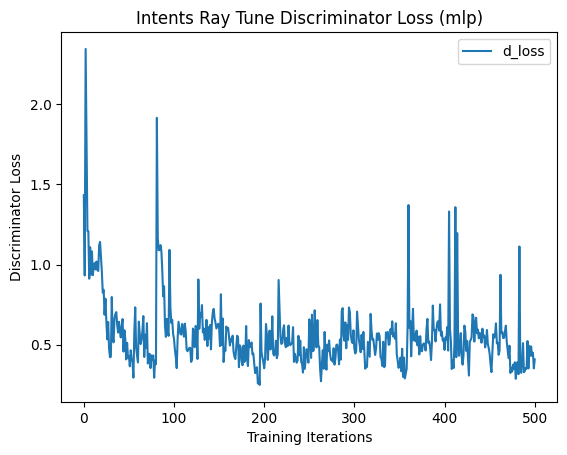 Intents Ray Tune Discriminator Loss (mlp)
d_loss
Discriminator Loss
2.0
1.5
1.0
0.5
0
100
200
300
400
500
Training Iterations